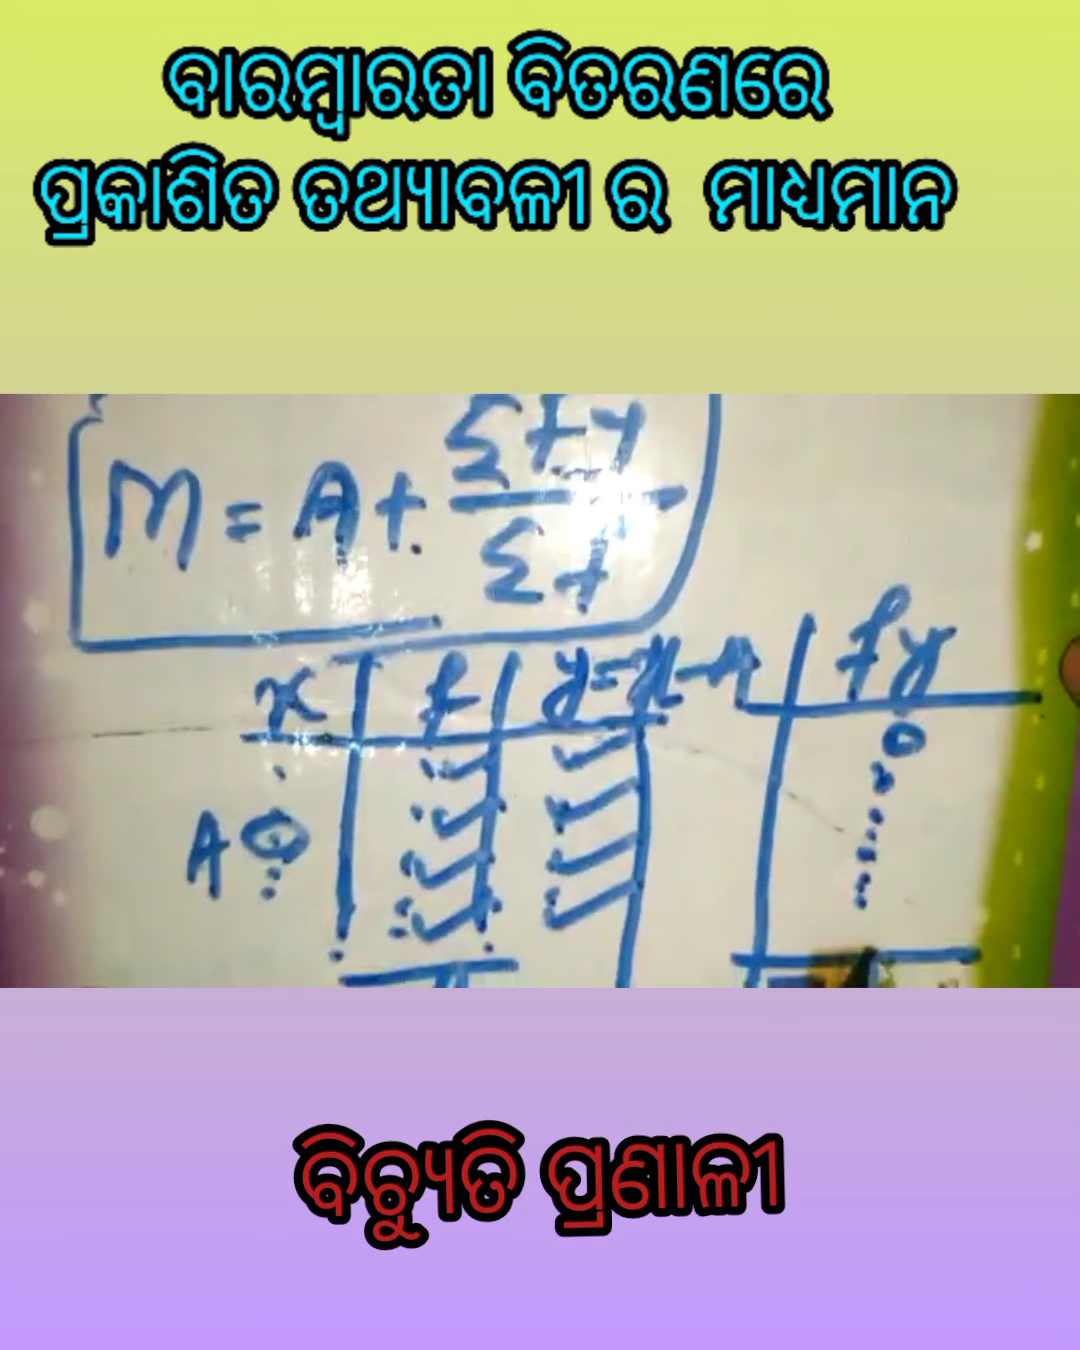 ବାରମ୍ବାରତା ବିତରଣରେ
ପ୍ରକାଶିତ ତଥ୍ୟାବଳୀ ର ମାଧ୍ୟମାନ
M = A + Σfy / Σf
x | f | y = x - A | fy
A
ବିଚ୍ୟୁତି ପ୍ରଣାଳୀ